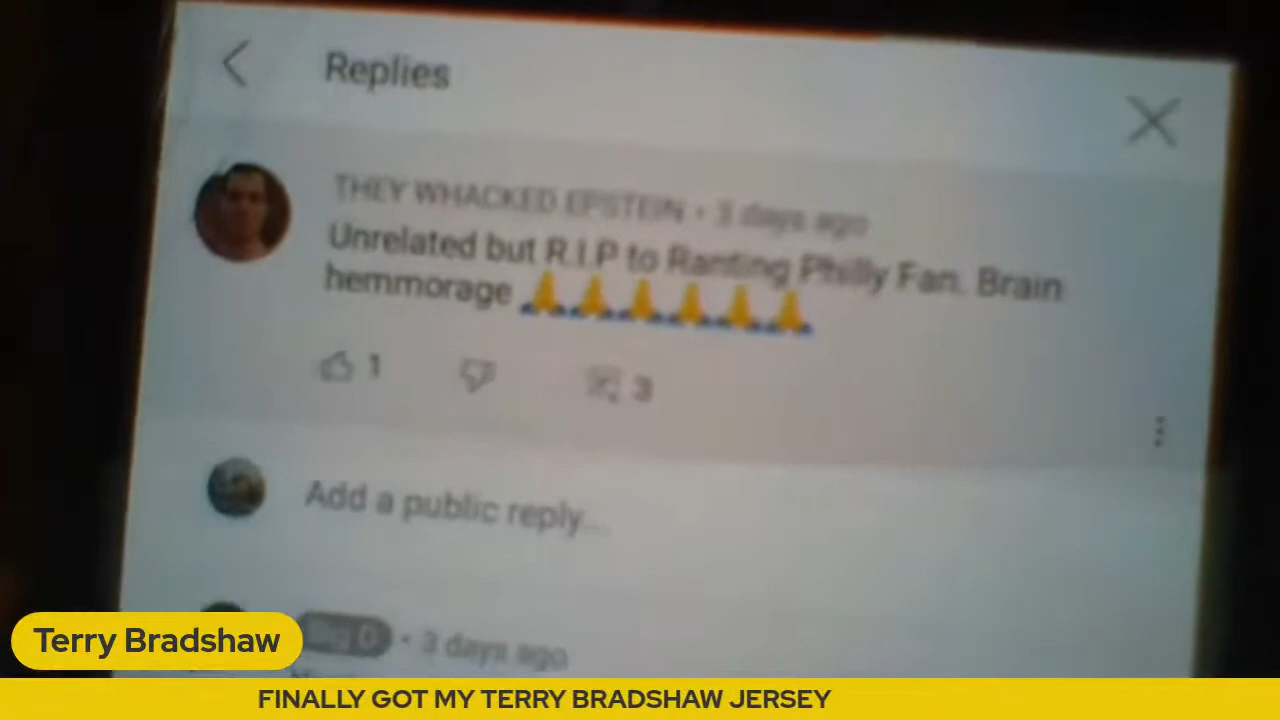 Replies
THEY WHACKED EPSTEIN • 3 days ago
Unrelated but R.I.P to Ranting Philly Fan. Brain
hemmorage 🙏🙏🙏🙏🙏🙏
1
3
Add a public reply...
Big D • 3 days ago
Terry Bradshaw
FINALLY GOT MY TERRY BRADSHAW JERSEY